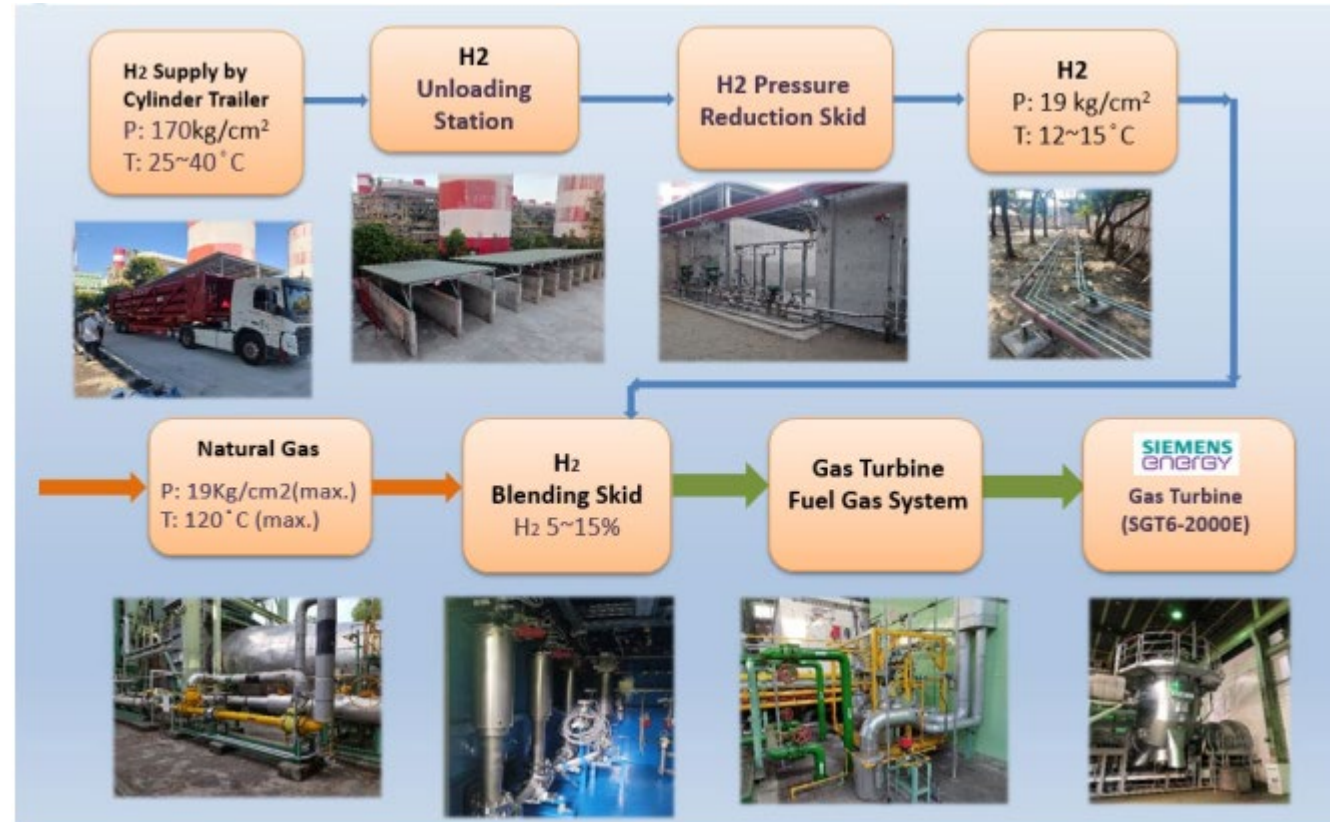 H2 Supply by
Cylinder Trailer
P: 170kg/cm²
T: 25~40˚C
H2
Unloading
Station
H2 Pressure
Reduction Skid
H2
P: 19 kg/cm²
T: 12~15˚C
Natural Gas
P: 19Kg/cm2(max.)
T: 120˚C (max.)
H2
Blending Skid
H2 5~15%
Gas Turbine
Fuel Gas System
SIEMENS
energy
Gas Turbine
(SGT6-2000E)